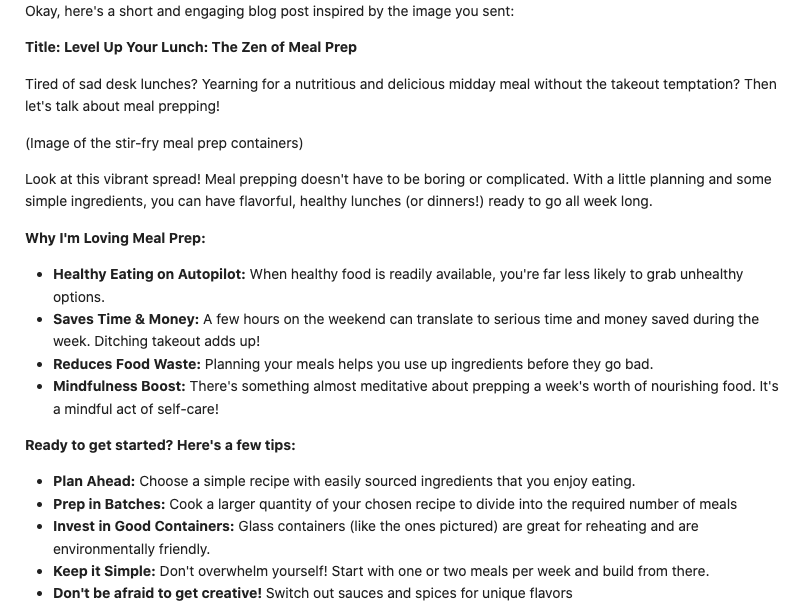 Okay, here's a short and engaging blog post inspired by the image you sent:
Title: Level Up Your Lunch: The Zen of Meal Prep
Tired of sad desk lunches? Yearning for a nutritious and delicious midday meal without the takeout temptation? Then
let's talk about meal prepping!
(Image of the stir-fry meal prep containers)
Look at this vibrant spread! Meal prepping doesn't have to be boring or complicated. With a little planning and some
simple ingredients, you can have flavorful, healthy lunches (or dinners!) ready to go all week long.
Why I'm Loving Meal Prep:
• Healthy Eating on Autopilot: When healthy food is readily available, you're far less likely to grab unhealthy
options.
• Saves Time & Money: A few hours on the weekend can translate to serious time and money saved during the
week. Ditching takeout adds up!
• Reduces Food Waste: Planning your meals helps you use up ingredients before they go bad.
• Mindfulness Boost: There's something almost meditative about prepping a week's worth of nourishing food. It's
a mindful act of self-care!
Ready to get started? Here's a few tips:
• Plan Ahead: Choose a simple recipe with easily sourced ingredients that you enjoy eating.
• Prep in Batches: Cook a larger quantity of your chosen recipe to divide into the required number of meals
• Invest in Good Containers: Glass containers (like the ones pictured) are great for reheating and are
environmentally friendly.
• Keep it Simple: Don't overwhelm yourself! Start with one or two meals per week and build from there.
• Don't be afraid to get creative! Switch out sauces and spices for unique flavors